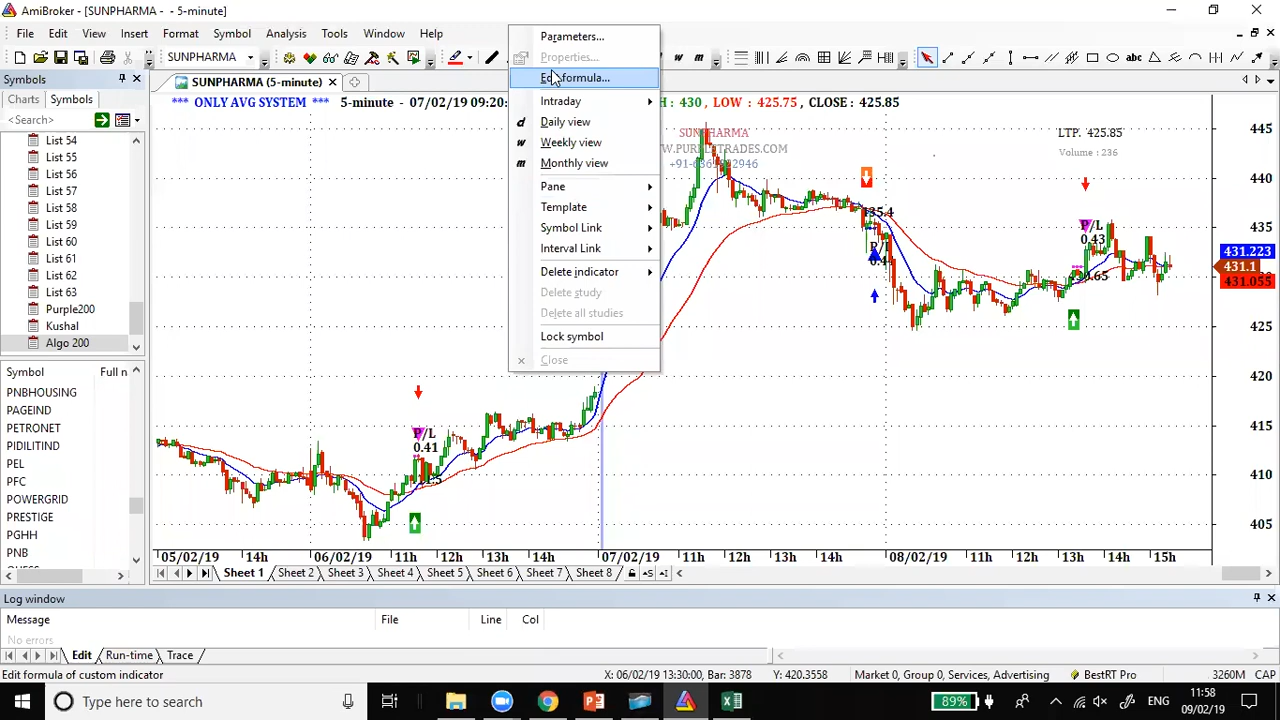 AmiBroker - [SUNPHARMA - - 5-minute]
File Edit View Insert Format Symbol Analysis Tools Window Help
SUNPHARMA
Symbols
SUNPHARMA (5-minute)
Charts Symbols
<Search>
List 54
List 55
List 56
List 57
List 58
List 59
List 60
List 61
List 62
List 63
Purple200
Kushal
Algo 200
Symbol Full n
PNBHOUSING
PAGEIND
PETRONET
PIDILITIND
PEL
PFC
POWERGRID
PRESTIGE
PGHH
PNB
*** ONLY AVG SYSTEM *** 5-minute - 07/02/19 09:20: H : 430 , LOW : 425.75 , CLOSE : 425.85
Parameters...
Properties...
Edit formula...
Intraday
d Daily view
w Weekly view
m Monthly view
Pane
Template
Symbol Link
Interval Link
Delete indicator
Delete study
Delete all studies
Lock symbol
Close
SUNPHARMA
LTP. 425.85
Volume : 236
P/L
0.41
P/L
P/L
0.43
445
440
435
431.223
431.1
431.055
425
420
415
410
405
05/02/19 14h 06/02/19 11h 12h 13h 14h 07/02/19 11h 12h 13h 14h 08/02/19 11h 12h 13h 14h 15h
Sheet 1 Sheet 2 Sheet 3 Sheet 4 Sheet 5 Sheet 6 Sheet 7 Sheet 8
Log window
Message File Line Col
No errors
Edit Run-time Trace
Edit formula of custom indicator X: 06/02/19 13:30:00, Bar: 3878 Y: 420.3558 Market 0, Group 0, Services, Advertising BestRT Pro 3260M CAP
Type here to search
89%
ENG
11:58
09/02/19